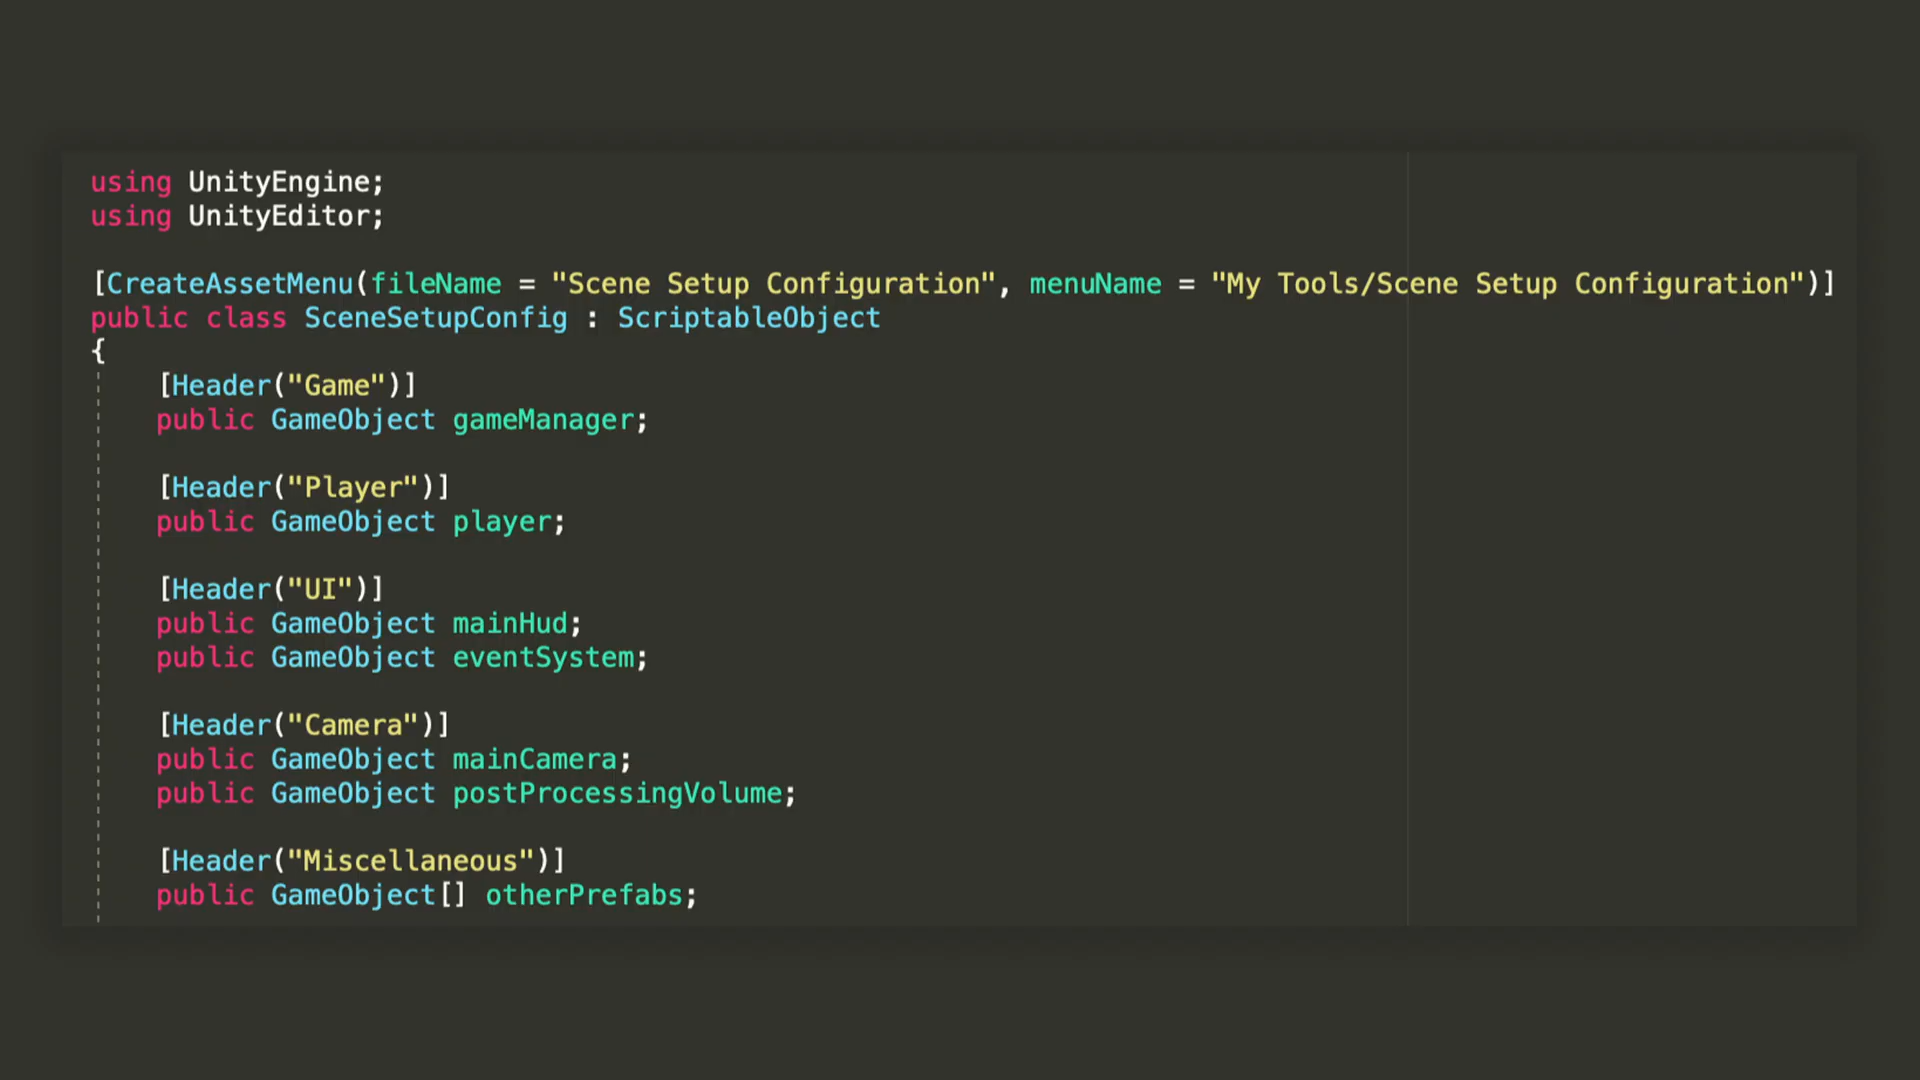 using UnityEngine;
using UnityEditor;
[CreateAssetMenu(fileName = "Scene Setup Configuration", menuName = "My Tools/Scene Setup Configuration")]
public class SceneSetupConfig : ScriptableObject
{
[Header("Game")]
public GameObject gameManager;
[Header("Player")]
public GameObject player;
[Header("UI")]
public GameObject mainHud;
public GameObject eventSystem;
[Header("Camera")]
public GameObject mainCamera;
public GameObject postProcessingVolume;
[Header("Miscellaneous")]
public GameObject[] otherPrefabs;